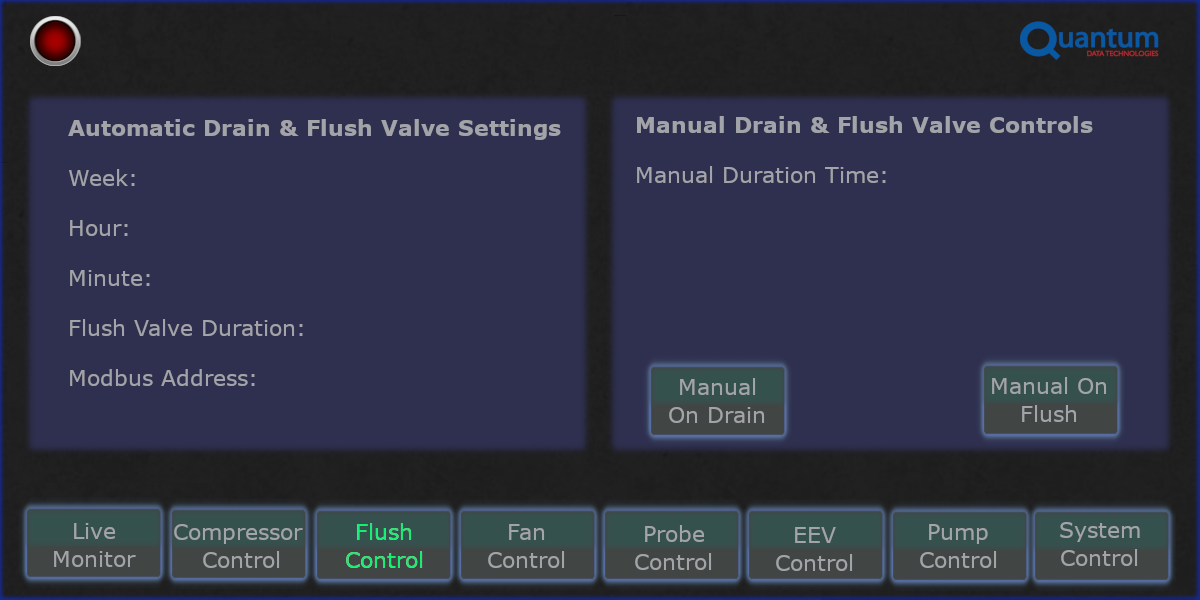 Quantum
DATA TECHNOLOGIES
Automatic Drain & Flush Valve Settings
Week:
Hour:
Minute:
Flush Valve Duration:
Modbus Address:
Manual Drain & Flush Valve Controls
Manual Duration Time:
Manual
On Drain
Manual On
Flush
Live
Monitor
Compressor
Control
Flush
Control
Fan
Control
Probe
Control
EEV
Control
Pump
Control
System
Control